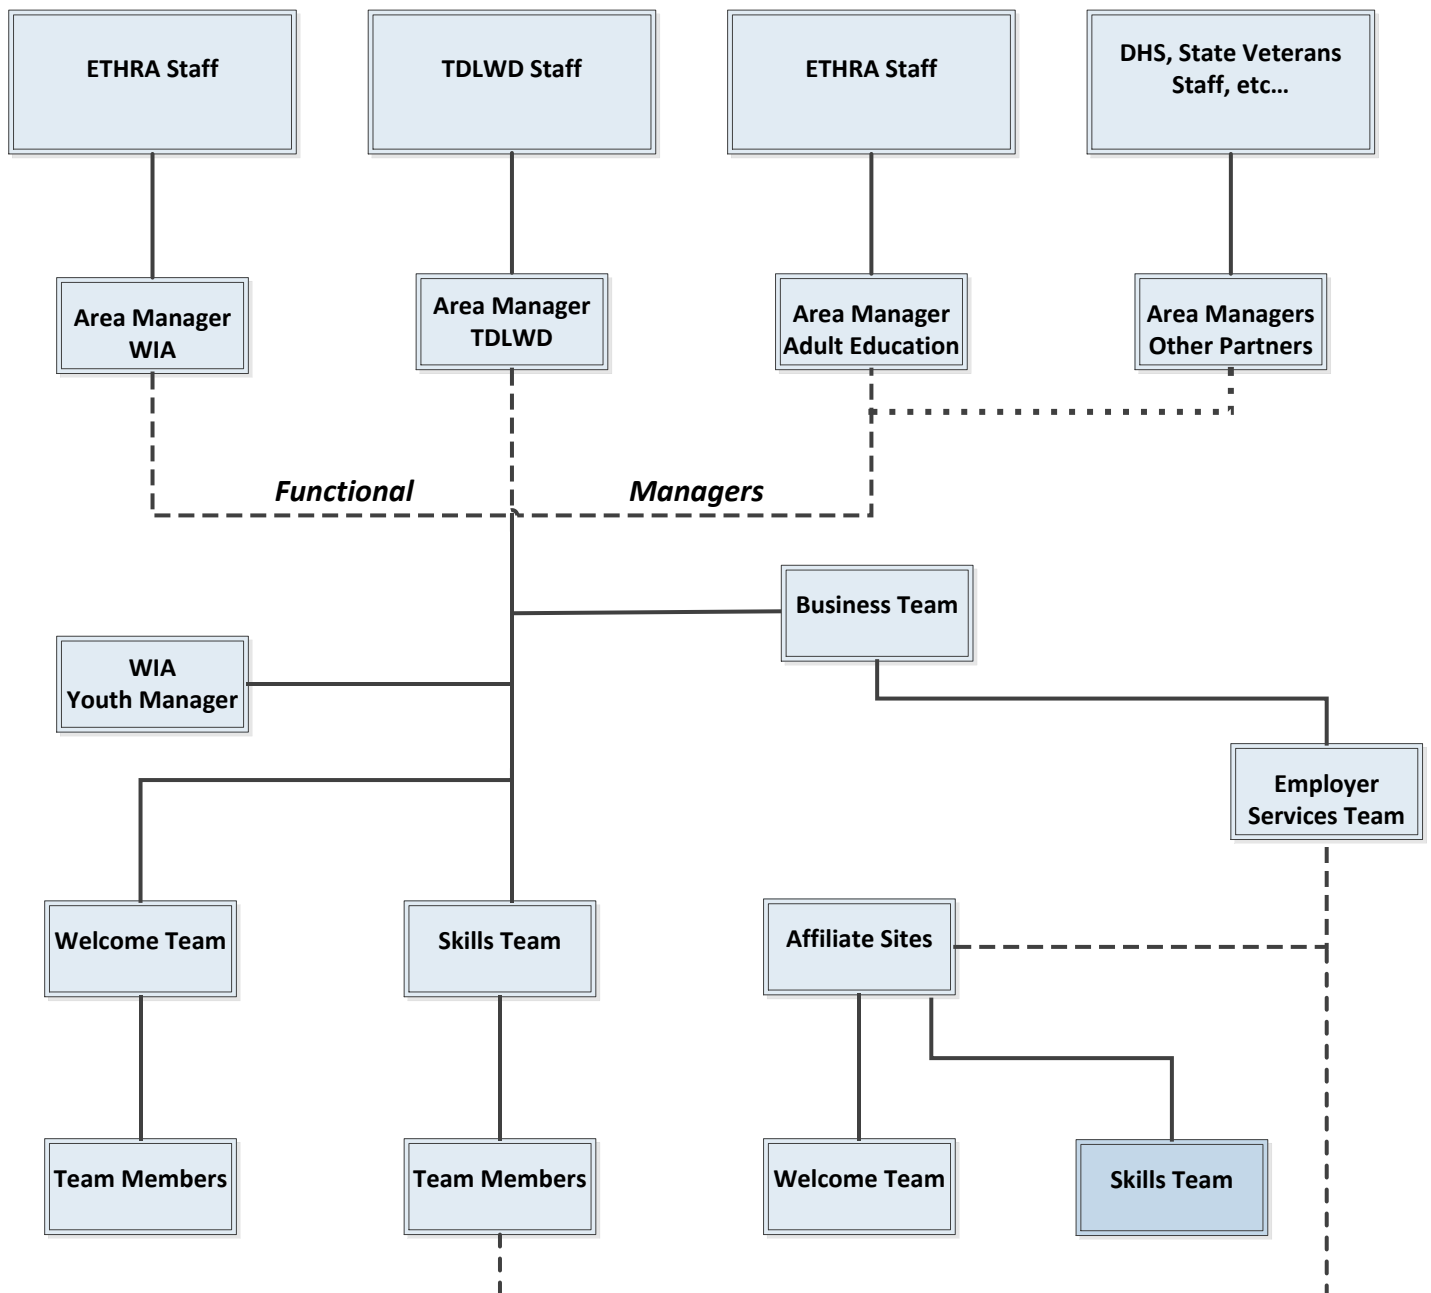 ETHRA Staff
TDLWD Staff
ETHRA Staff
DHS, State Veterans
Staff, etc…
Area Manager
WIA
Area Manager
TDLWD
Area Manager
Adult Education
Area Managers
Other Partners
Functional
Managers
Business Team
WIA
Youth Manager
Employer
Services Team
Welcome Team
Skills Team
Affiliate Sites
Team Members
Team Members
Welcome Team
Skills Team